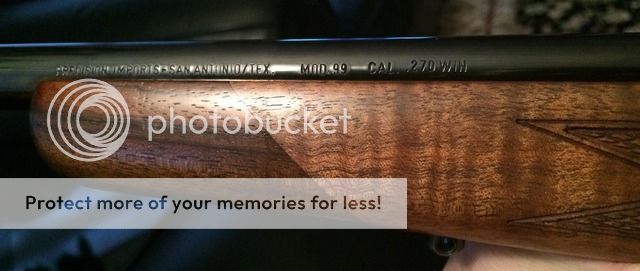 PRECISION IMPORTS-SAN ANTONIO/TEX. MOD.99 CAL. .270 WIN
photobucket
Protect more of your memories for less!